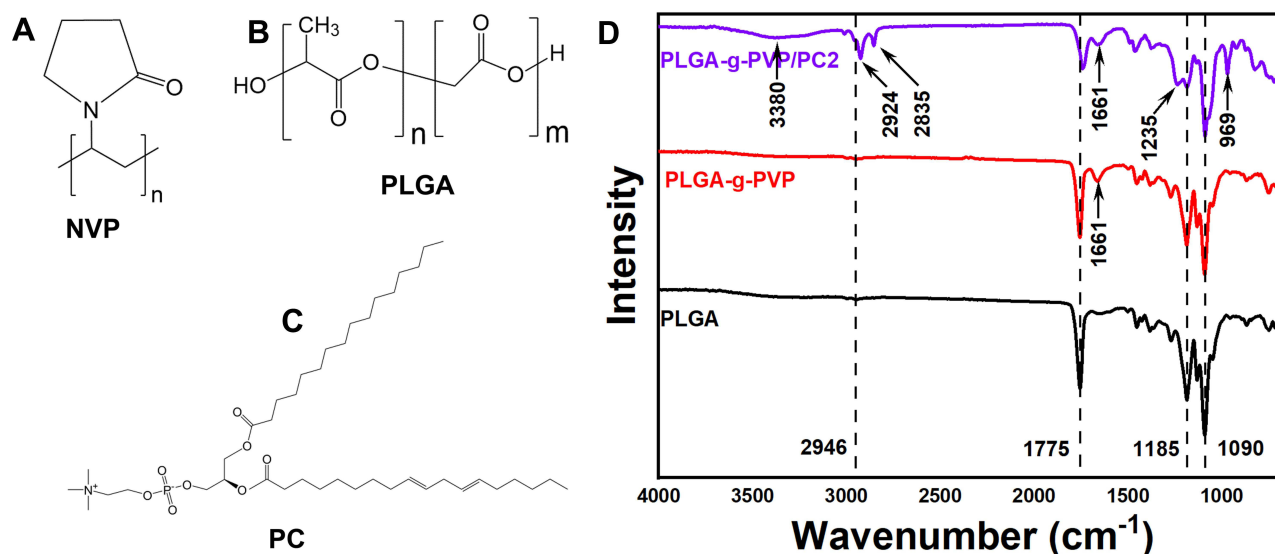 A
O
N
n
NVP
B
CH3
HO
O
O
n
O
OH
m
PLGA
C
O
O
N+
O
O
P-
O
O
O
O
O
PC
D
Intensity
PLGA-g-PVP/PC2
3380
2924
2835
1661
1235
969
PLGA-g-PVP
1661
PLGA
2946
1775
1185
1090
4000 3500 3000 2500 2000 1500 1000
Wavenumber (cm-1)